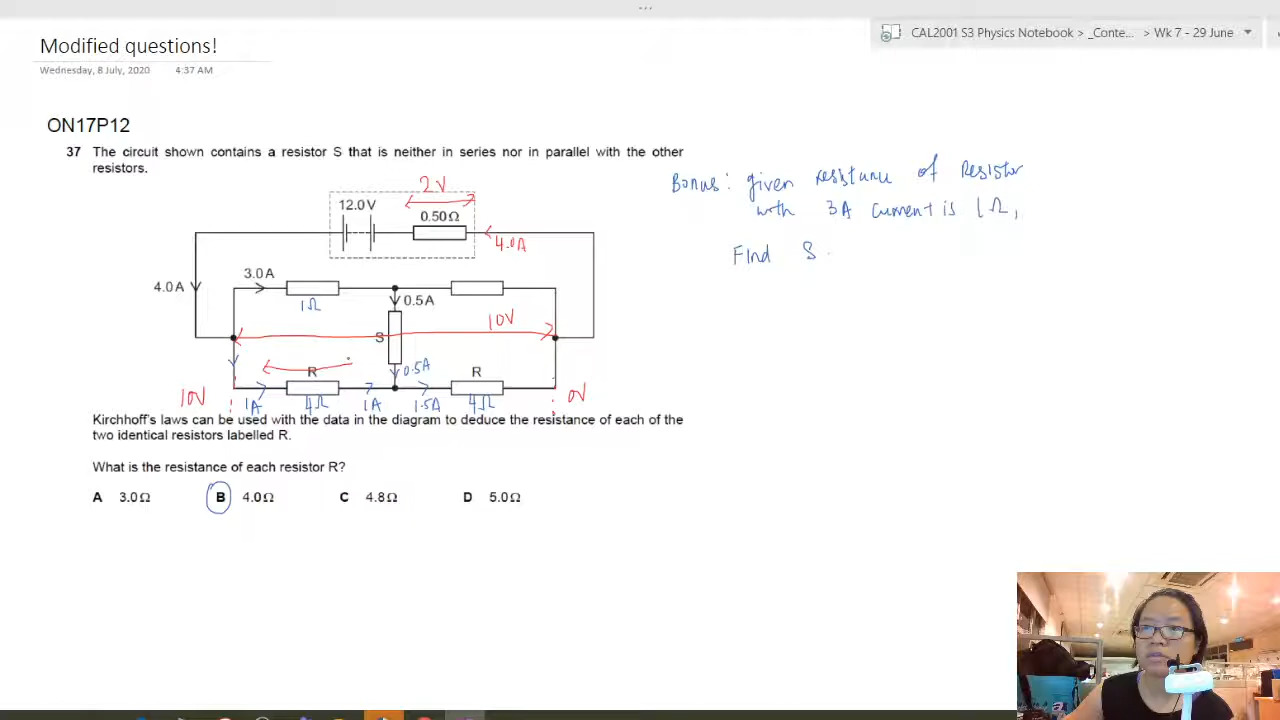 ...
CAL2001 S3 Physics Notebook > _Conte... > Wk 7 - 29 June
Modified questions!
Wednesday, 8 July, 2020 4:37 AM
ON17P12
37 The circuit shown contains a resistor S that is neither in series nor in parallel with the other
resistors.
Bonus: given resistance of Resistor
with 3A current is 1Ω,
Find S
2V
12.0V
0.50Ω
4.0A
3.0A
4.0A
0.5A
1Ω
10V
S
R
0.5A
R
10V
0V
1A
4Ω
1A
1.5A
4Ω
Kirchhoff's laws can be used with the data in the diagram to deduce the resistance of each of the
two identical resistors labelled R.
What is the resistance of each resistor R?
A 3.0Ω B 4.0Ω C 4.8Ω D 5.0Ω